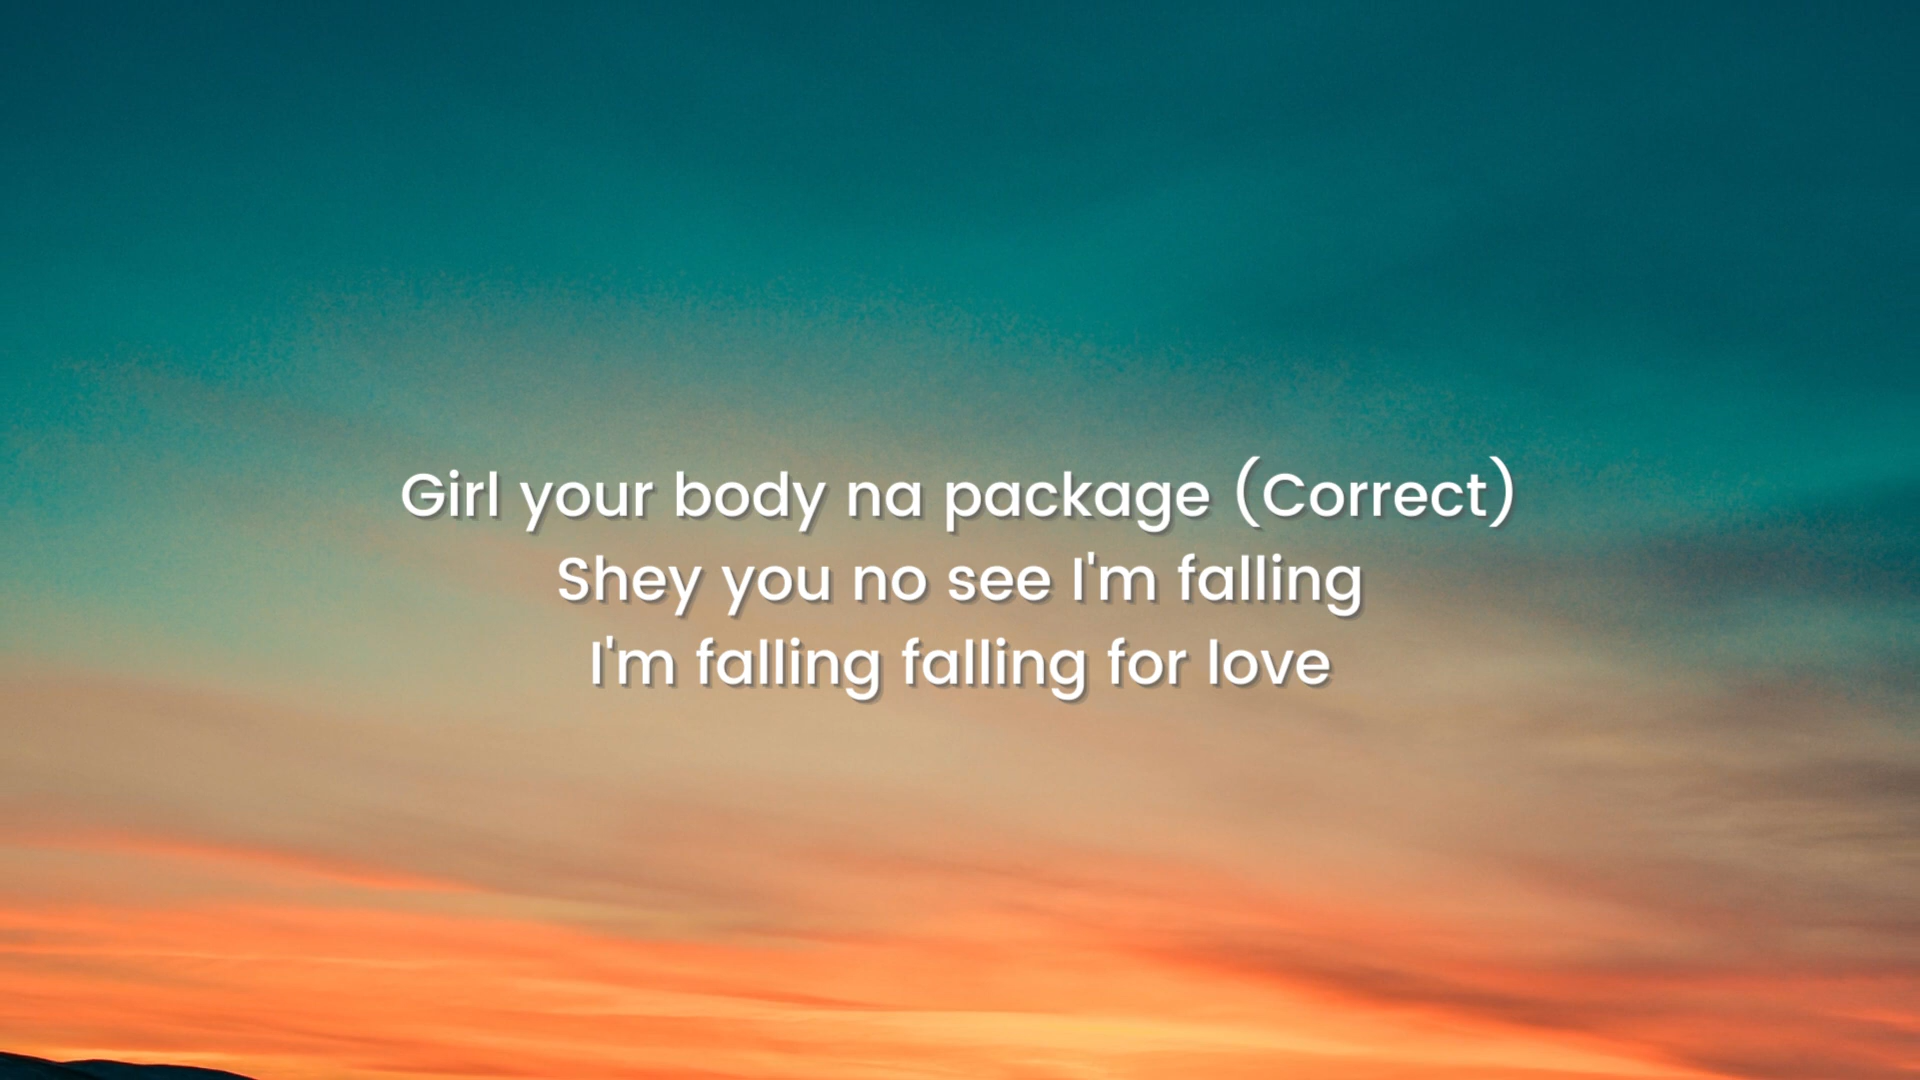 Girl your body na package (Correct)
Shey you no see I'm falling
I'm falling falling for love